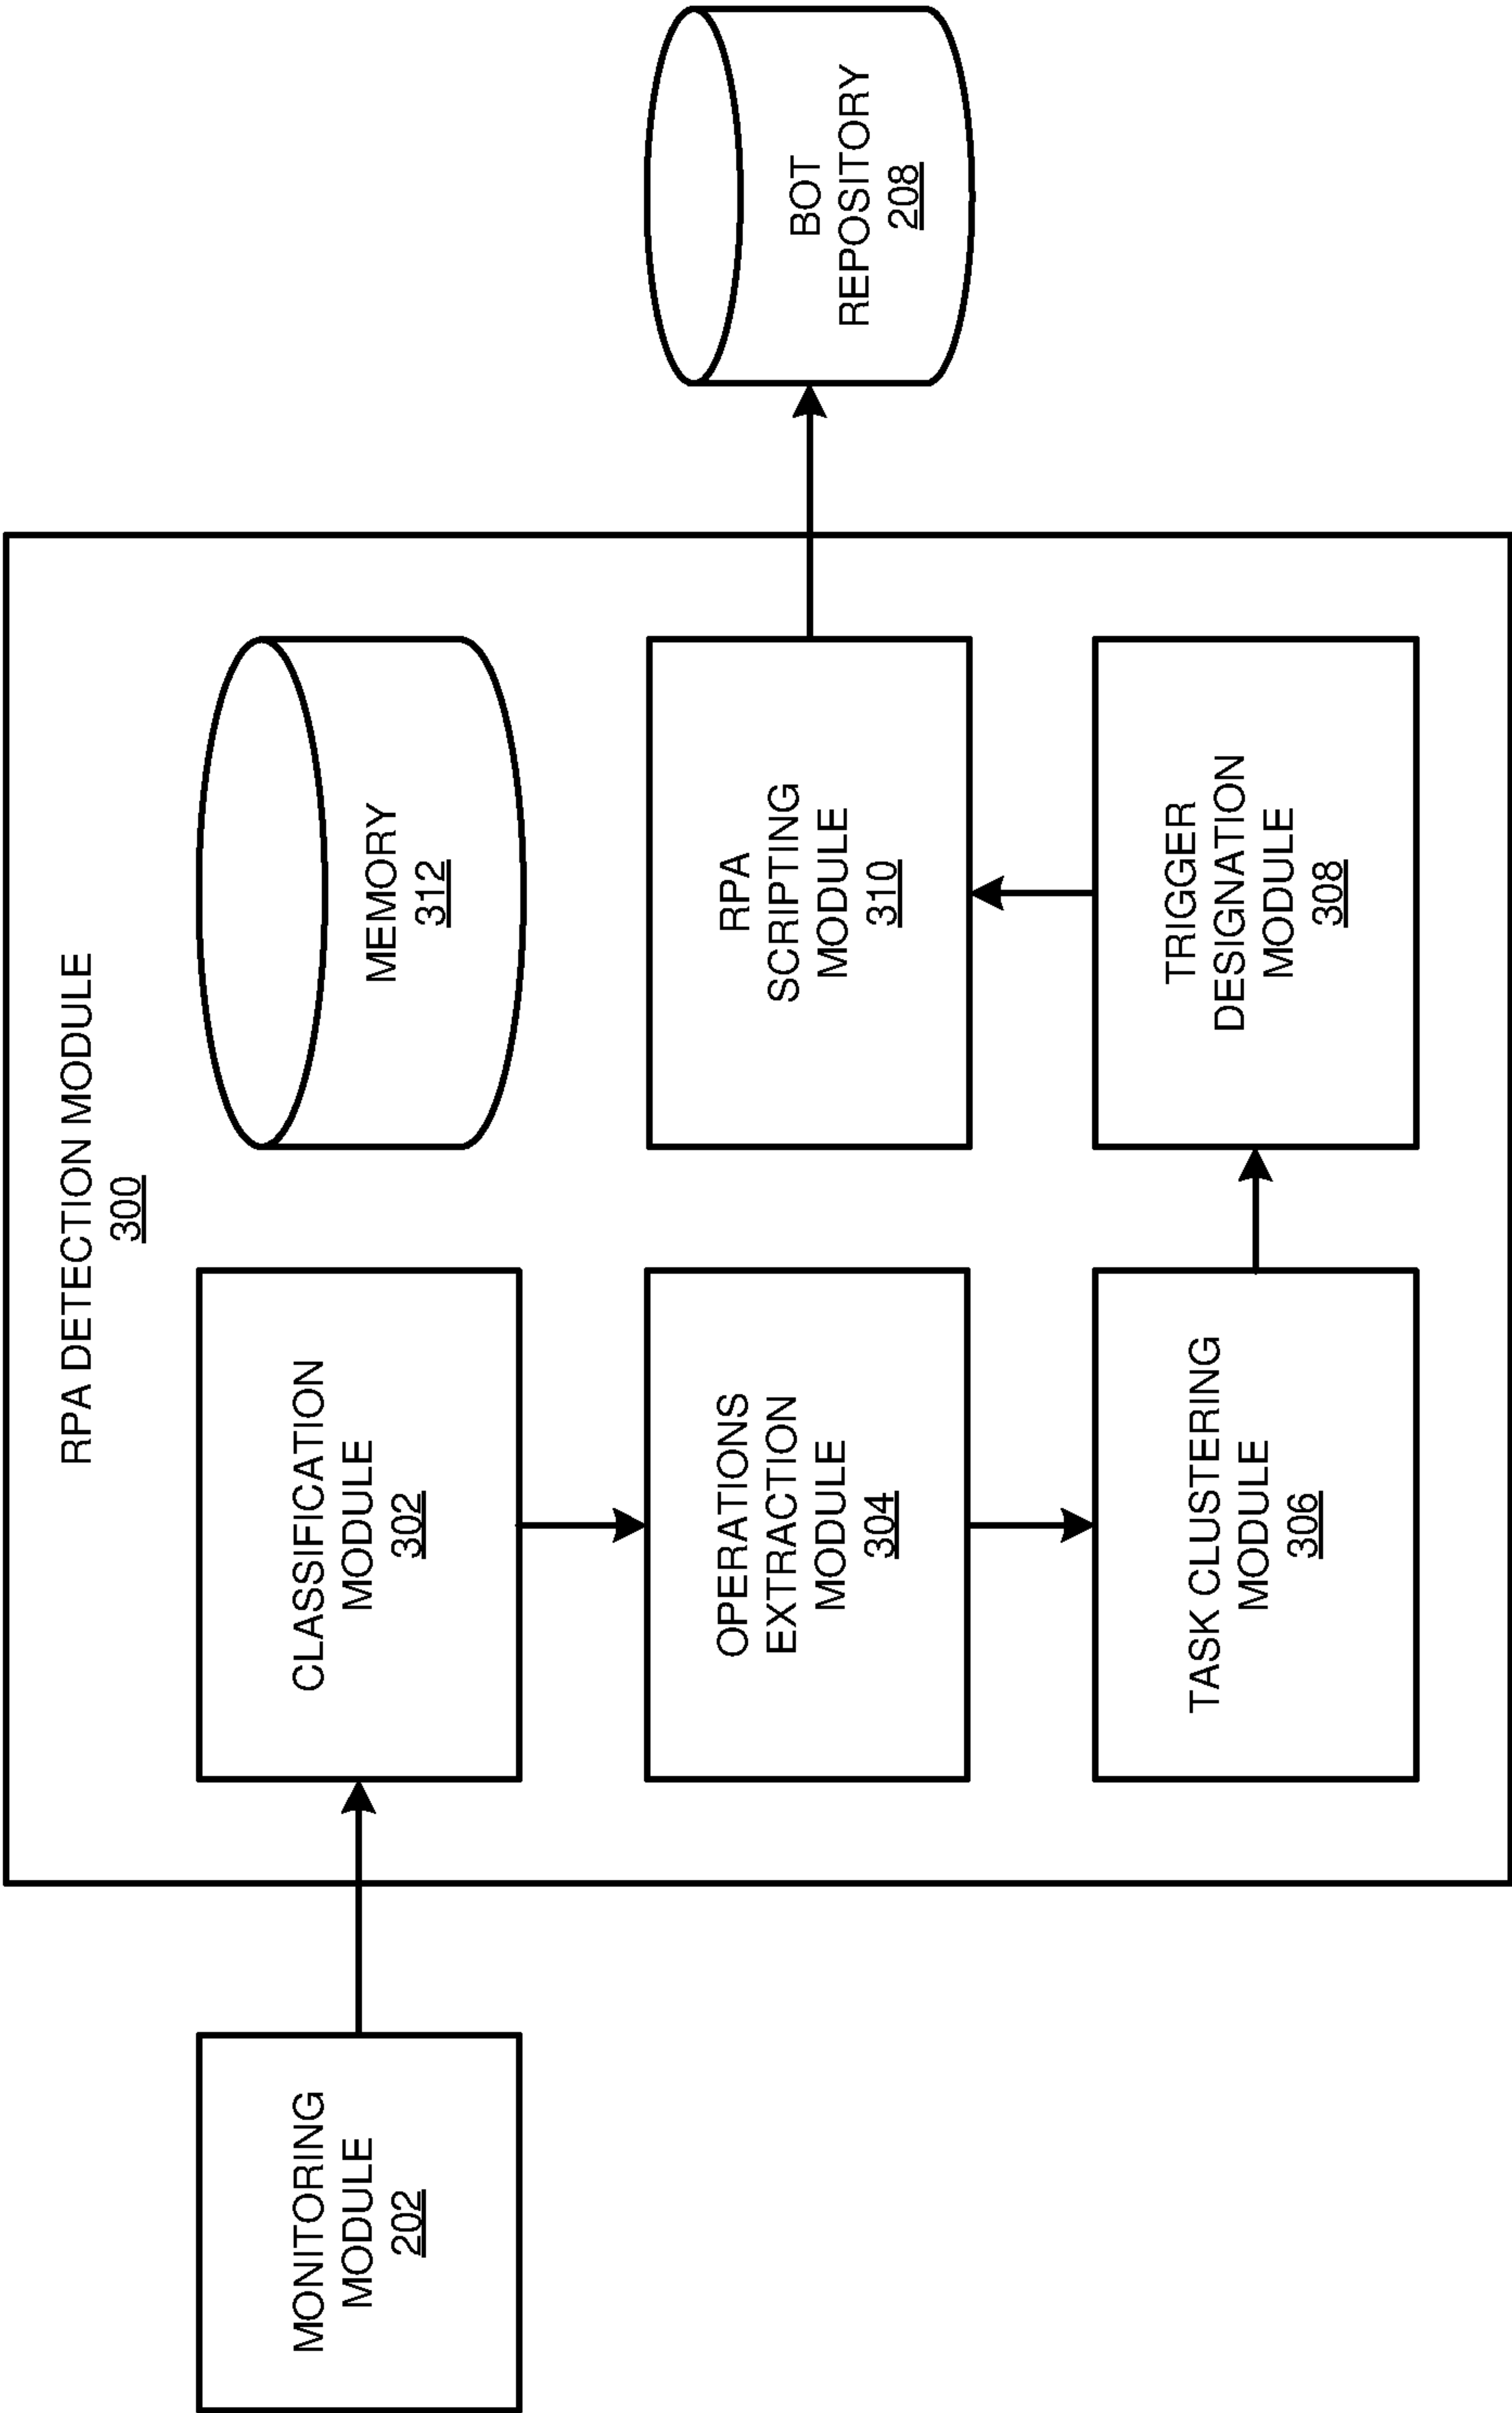 RPA DETECTION MODULE
300
MONITORING
MODULE
202
CLASSIFICATION
MODULE
302
OPERATIONS
EXTRACTION
MODULE
304
TASK CLUSTERING
MODULE
306
TRIGGER
DESIGNATION
MODULE
308
RPA
SCRIPTING
MODULE
310
MEMORY
312
BOT
REPOSITORY
208